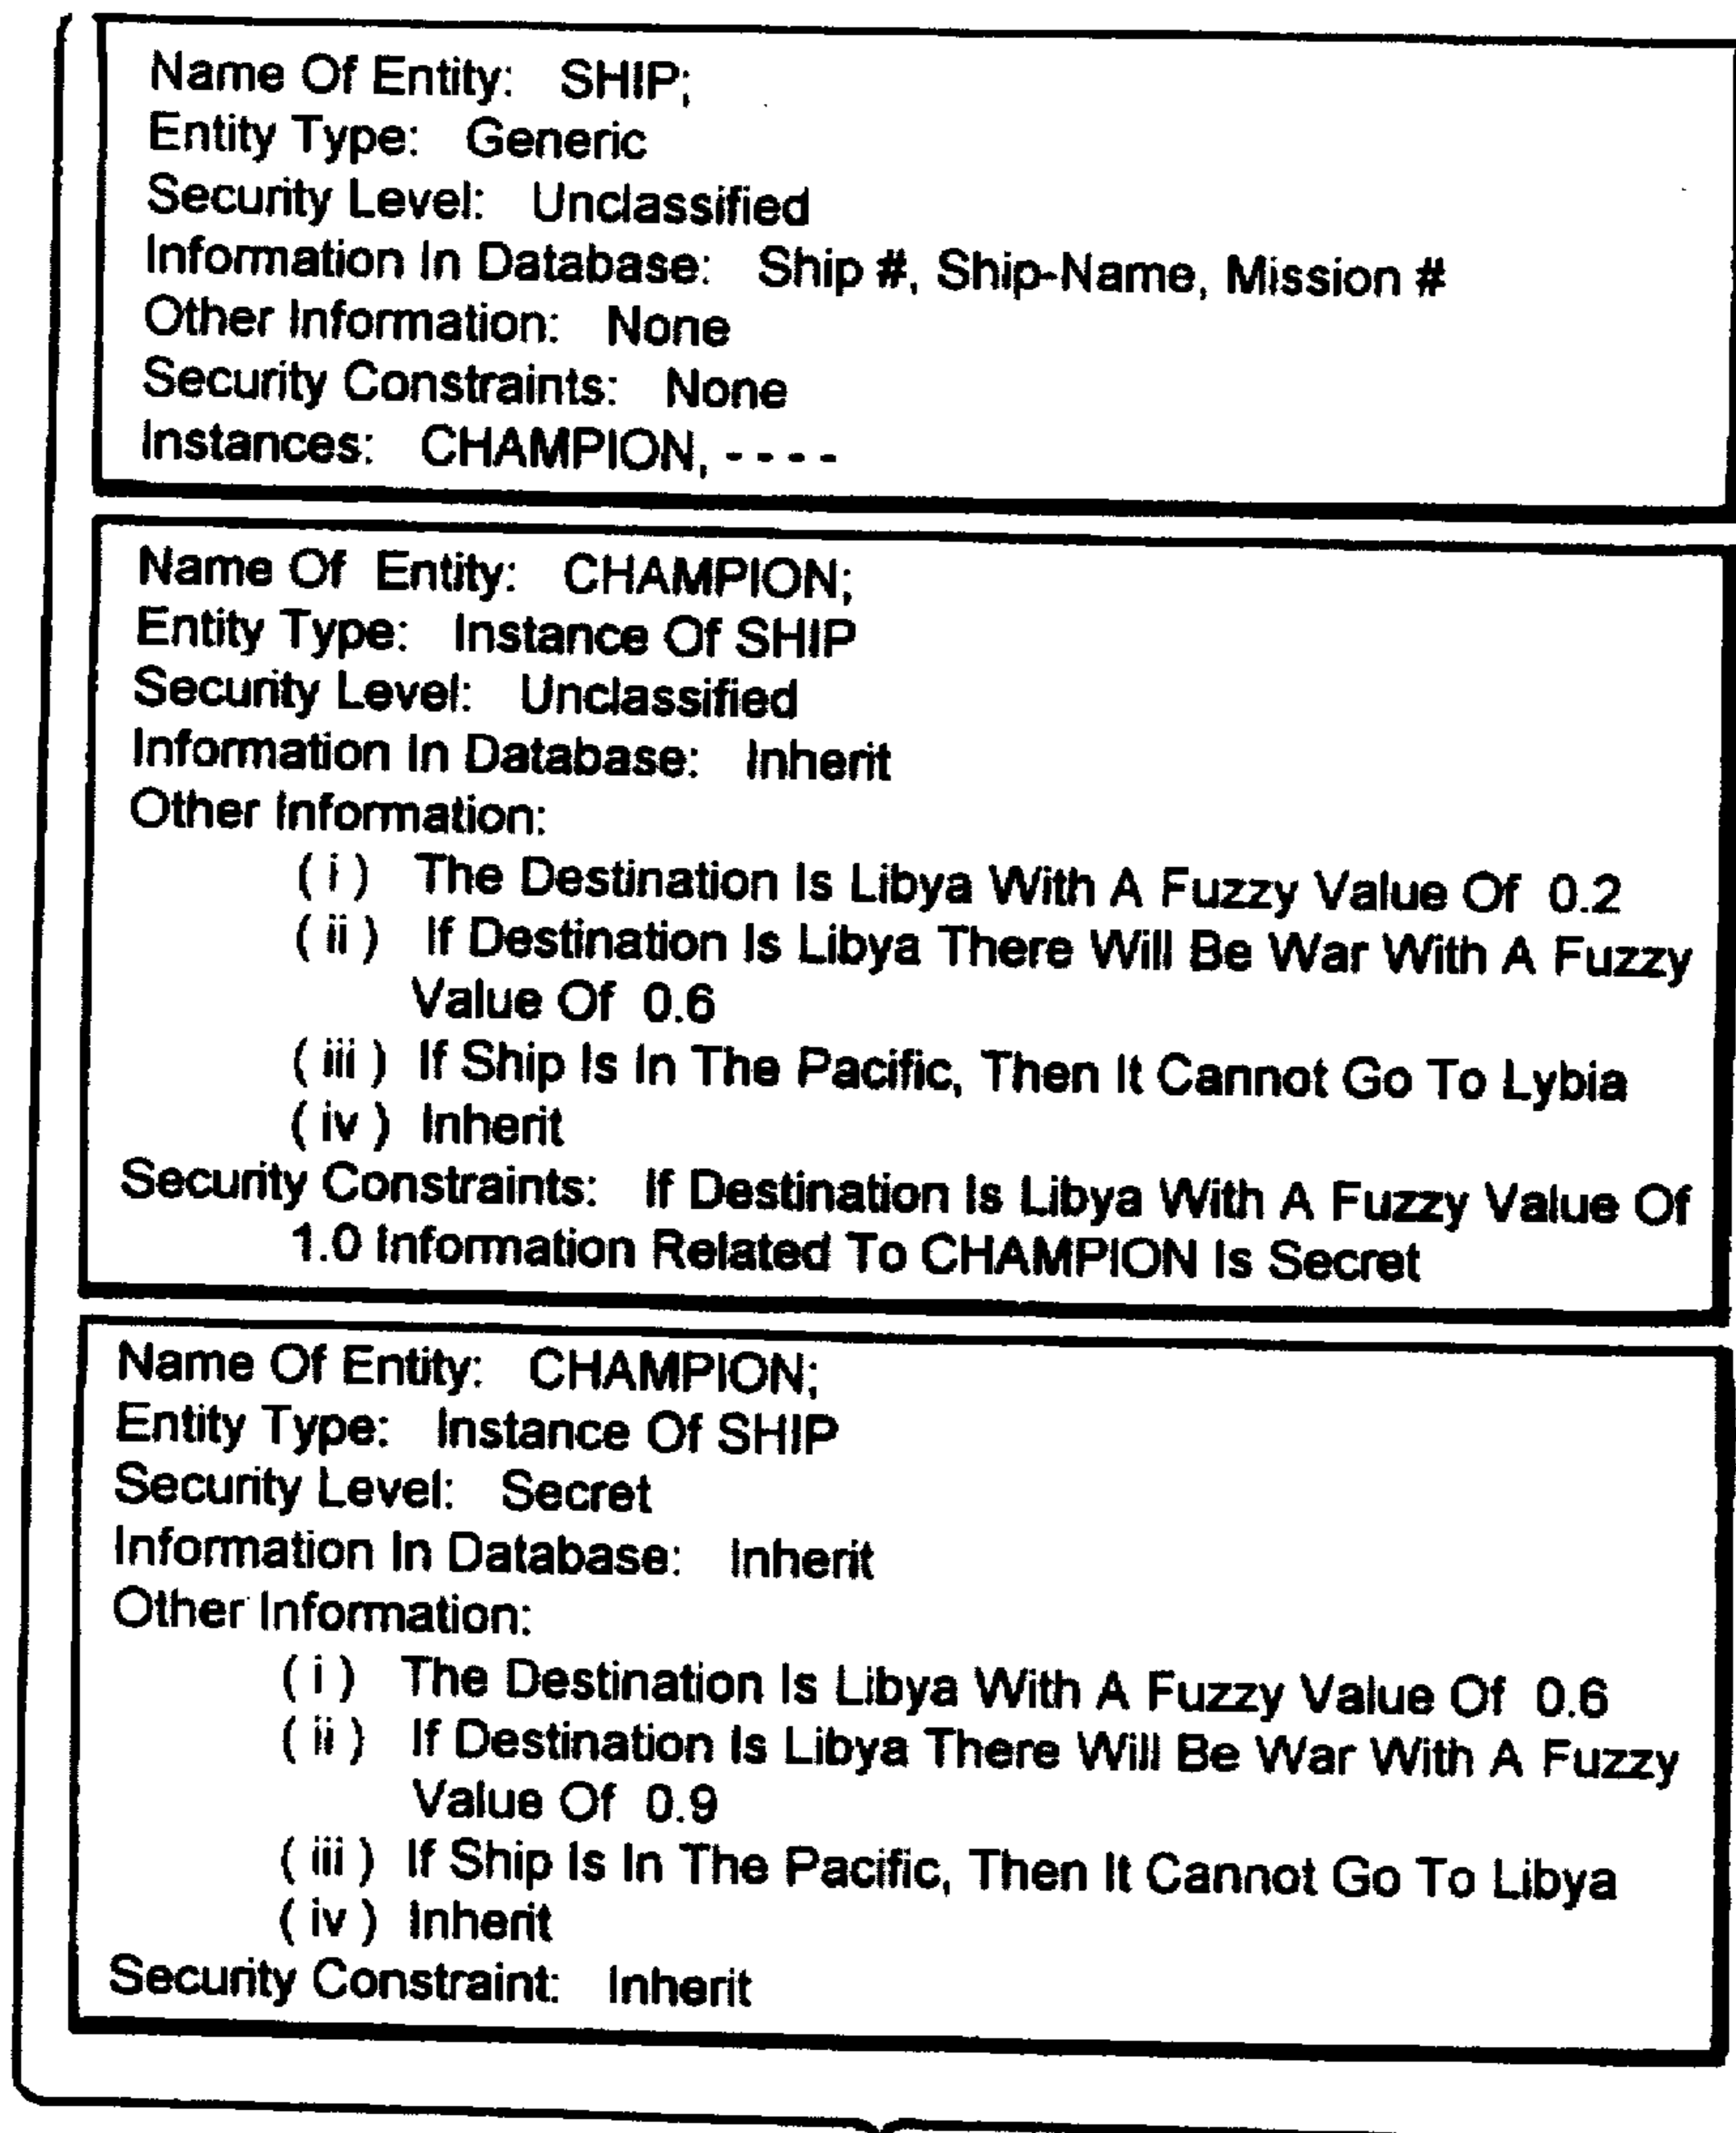 Name Of Entity: SHIP;
Entity Type: Generic
Security Level: Unclassified
Information In Database: Ship #, Ship-Name, Mission #
Other Information: None
Security Constraints: None
Instances: CHAMPION, - - - -
Name Of Entity: CHAMPION;
Entity Type: Instance Of SHIP
Security Level: Unclassified
Information In Database: Inherit
Other Information:
( i ) The Destination Is Libya With A Fuzzy Value Of 0.2
( ii ) If Destination Is Libya There Will Be War With A Fuzzy
Value Of 0.6
( iii ) If Ship Is In The Pacific, Then It Cannot Go To Lybia
( iv ) Inherit
Security Constraints: If Destination Is Libya With A Fuzzy Value Of
1.0 Information Related To CHAMPION Is Secret
Name Of Entity: CHAMPION;
Entity Type: Instance Of SHIP
Security Level: Secret
Information In Database: Inherit
Other Information:
( i ) The Destination Is Libya With A Fuzzy Value Of 0.6
( ii ) If Destination Is Libya There Will Be War With A Fuzzy
Value Of 0.9
( iii ) If Ship Is In The Pacific, Then It Cannot Go To Libya
( iv ) Inherit
Security Constraint: Inherit